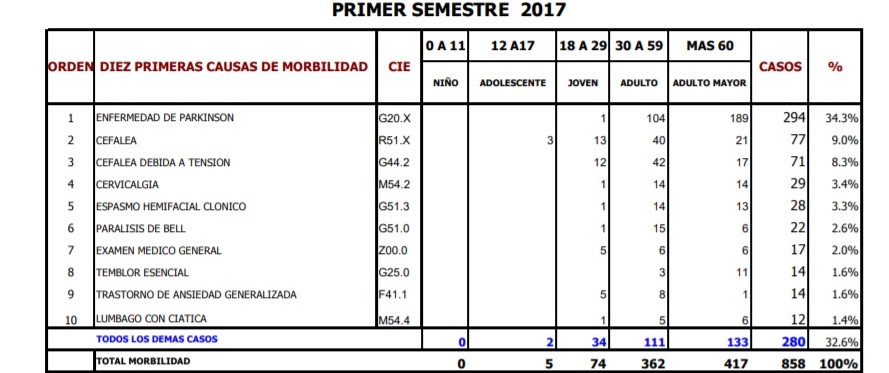 PRIMER SEMESTRE 2017
ORDEN DIEZ PRIMERAS CAUSAS DE MORBILIDAD CIE 0 A 11 12 A17 18 A 29 30 A 59 MAS 60 CASOS %
NIÑO ADOLESCENTE JOVEN ADULTO ADULTO MAYOR
1 ENFERMEDAD DE PARKINSON G20.X 1 104 189 294 34.3%
2 CEFALEA R51.X 3 13 40 21 77 9.0%
3 CEFALEA DEBIDA A TENSION G44.2 12 42 17 71 8.3%
4 CERVICALGIA M54.2 1 14 14 29 3.4%
5 ESPASMO HEMIFACIAL CLONICO G51.3 1 14 13 28 3.3%
6 PARALISIS DE BELL G51.0 1 15 6 22 2.6%
7 EXAMEN MEDICO GENERAL Z00.0 5 6 6 17 2.0%
8 TEMBLOR ESENCIAL G25.0 3 11 14 1.6%
9 TRASTORNO DE ANSIEDAD GENERALIZADA F41.1 5 8 1 14 1.6%
10 LUMBAGO CON CIATICA M54.4 1 5 6 12 1.4%
TODOS LOS DEMAS CASOS 0 2 34 111 133 280 32.6%
TOTAL MORBILIDAD 0 5 74 362 417 858 100%